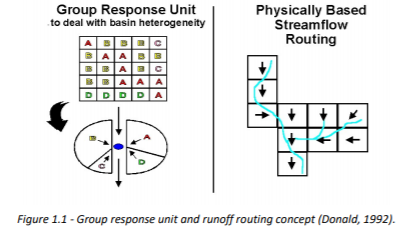 Group Response Unit
to deal with basin heterogeneity
A B B B C
B A A B B
B B A B C
B B A A A
D D D D A
B A
C D
Physically Based
Streamflow
Routing
Figure 1.1 - Group response unit and runoff routing concept (Donald, 1992).